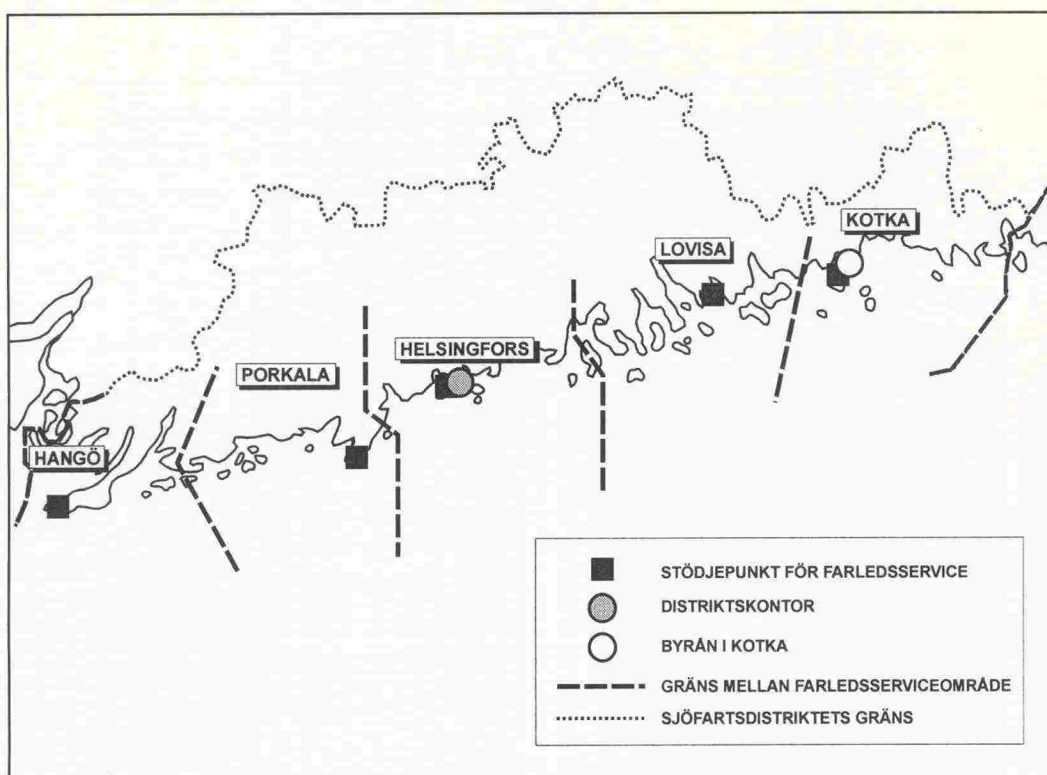 KOTKA
LOVISA
HELSINGFORS
PORKALA
HANGÖ
STÖDJEPUNKT FÖR FARLEDSSERVICE
DISTRIKTSKONTOR
BYRÅN I KOTKA
GRÄNS MELLAN FARLEDSSERVICEOMRÅDE
SJÖFARTSDISTRIKTETS GRÄNS